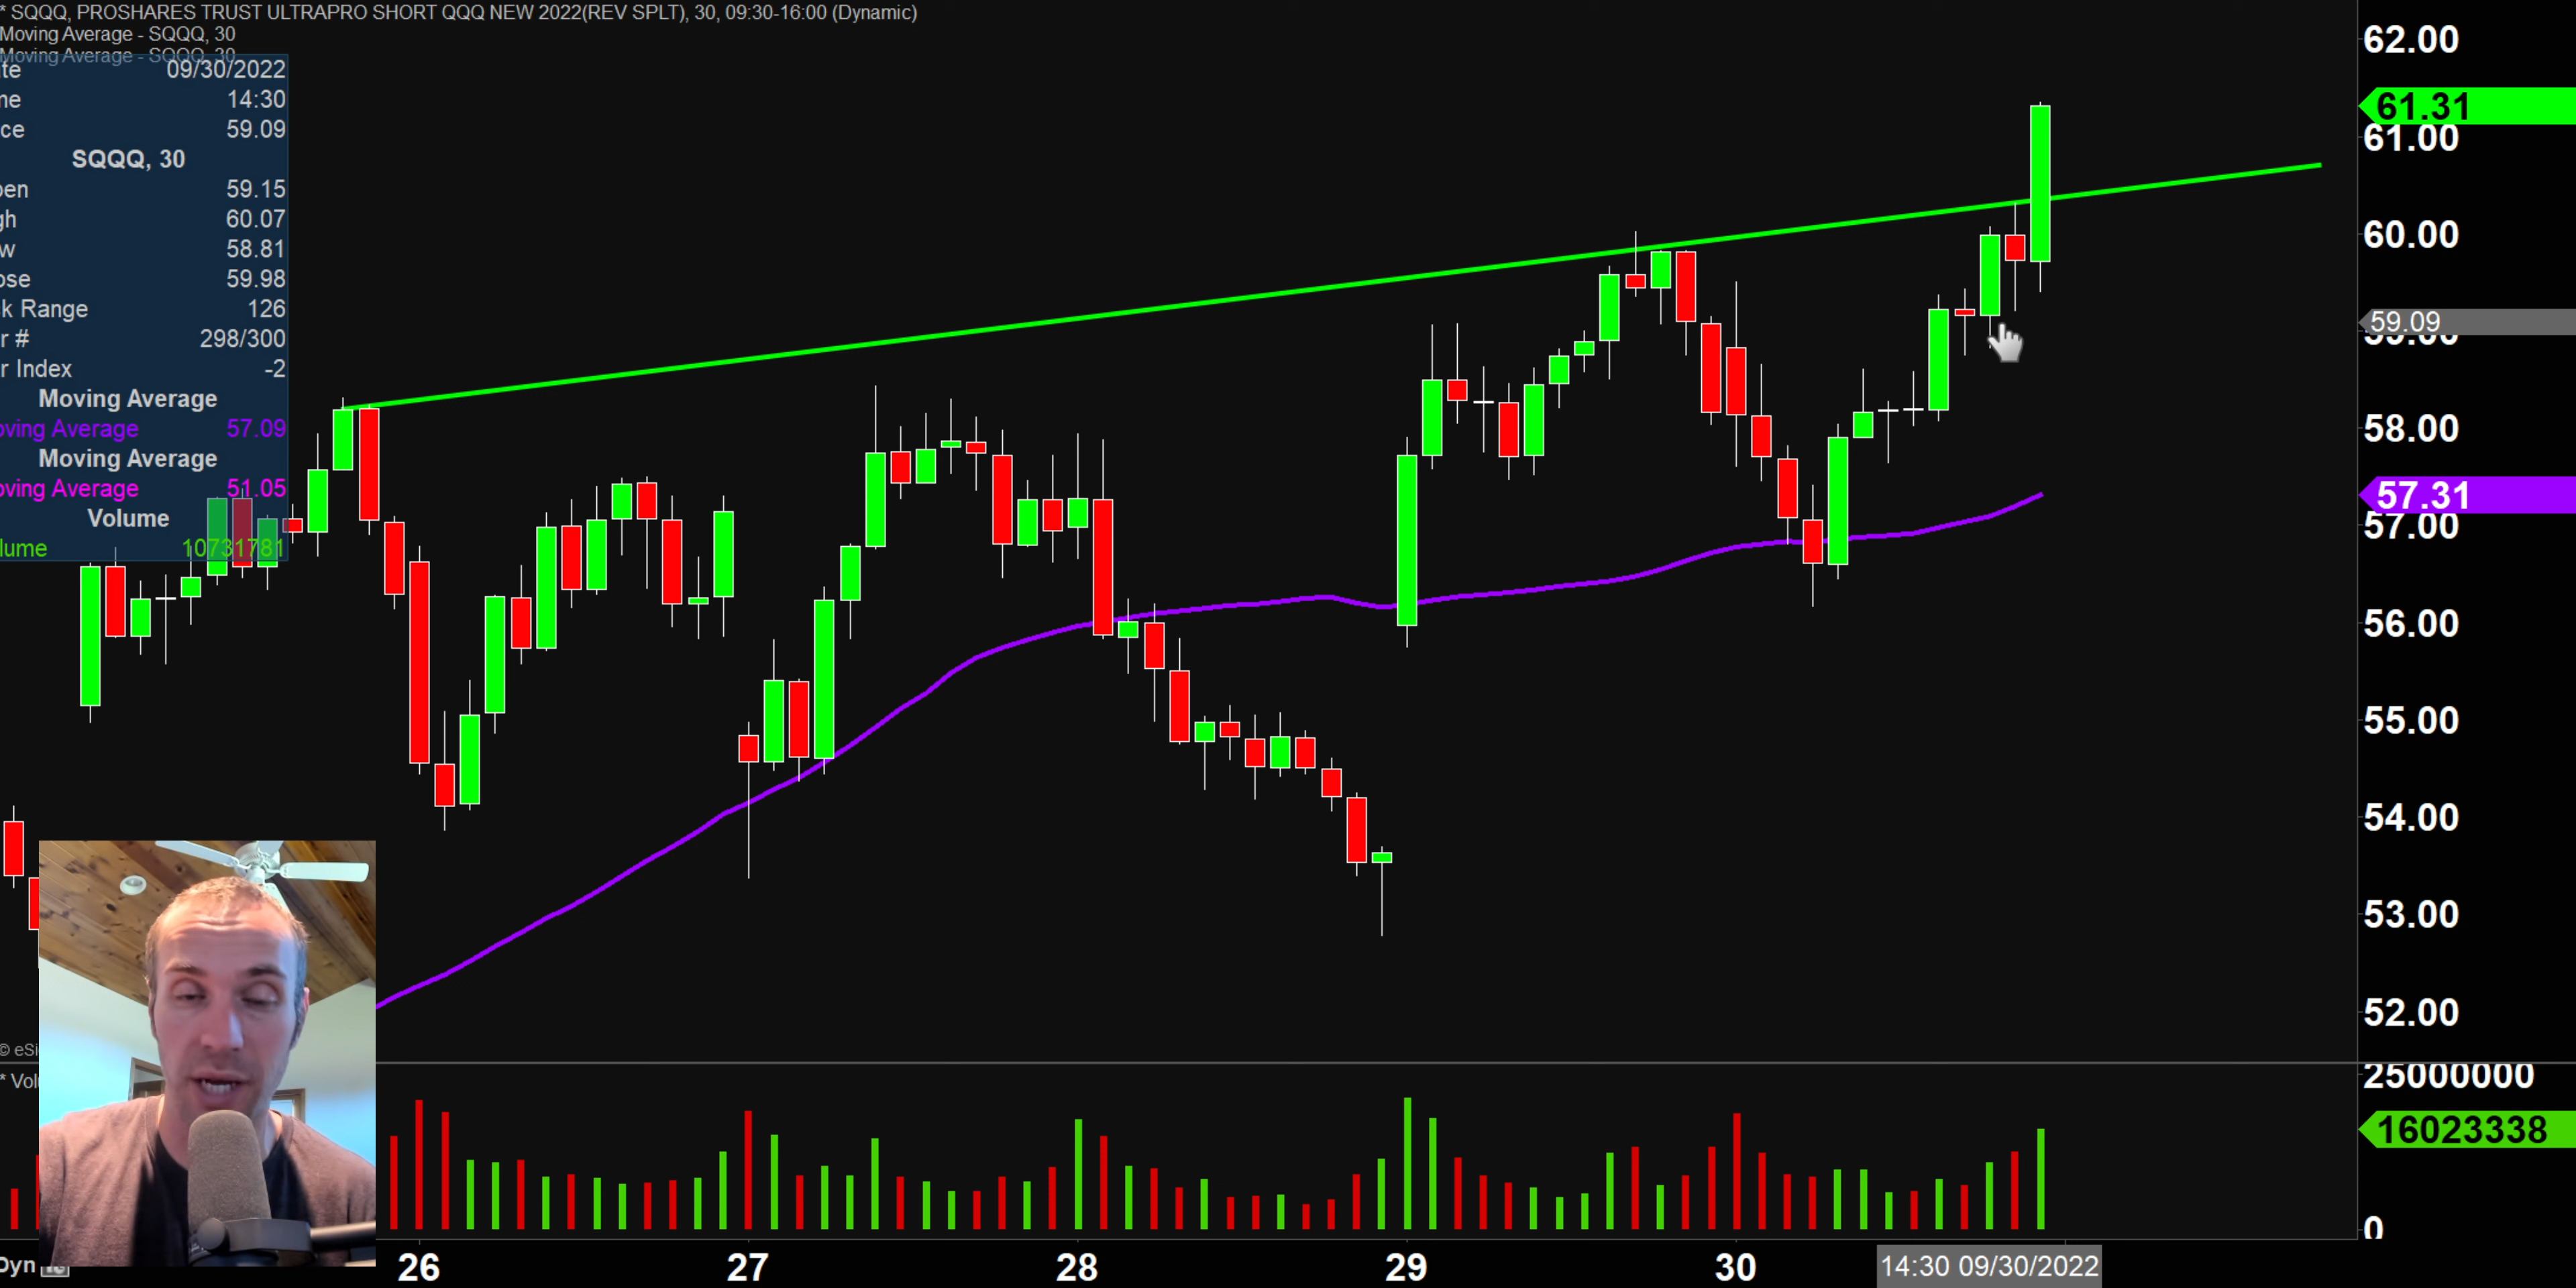 * SQQQ, PROSHARES TRUST ULTRAPRO SHORT QQQ NEW 2022(REV SPLT), 30, 09:30-16:00 (Dynamic)
Moving Average - SQQQ, 30
Moving Average - SQQQ, 30
te 09/30/2022
ne 14:30
ce 59.09
SQQQ, 30
pen 59.15
gh 60.07
w 58.81
ose 59.98
k Range 126
r # 298/300
r Index -2
Moving Average
oving Average 57.09
Moving Average
oving Average 51.05
Volume
lume 10731781
62.00
61.31
61.00
60.00
59.09
59.00
58.00
57.31
57.00
56.00
55.00
54.00
53.00
52.00
© eSi
* Vol
25000000
16023338
0
Dyn
26 27 28 29 30 14:30 09/30/2022